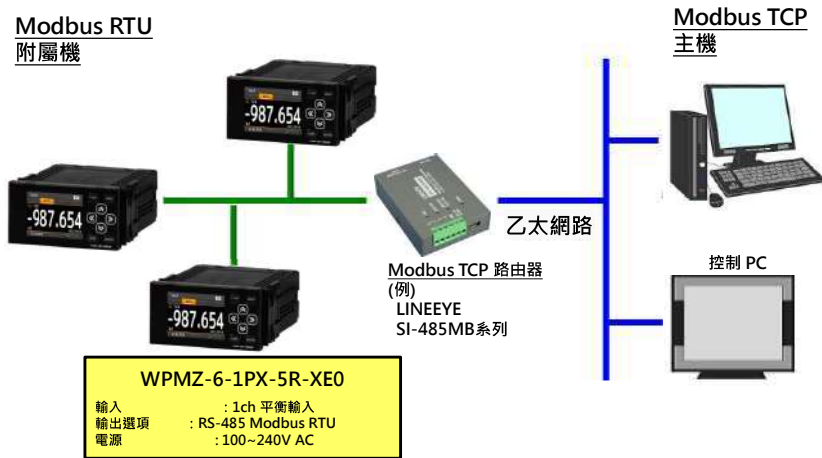 Modbus RTU
附屬機
Modbus TCP
主機
-987.654
-987.654
-987.654
乙太網路
Modbus TCP 路由器
(例)
LINEEYE
SI-485MB系列
控制 PC
WPMZ-6-1PX-5R-XE0
輸入 : 1ch 平衡輸入
輸出選項 : RS-485 Modbus RTU
電源 : 100~240V AC